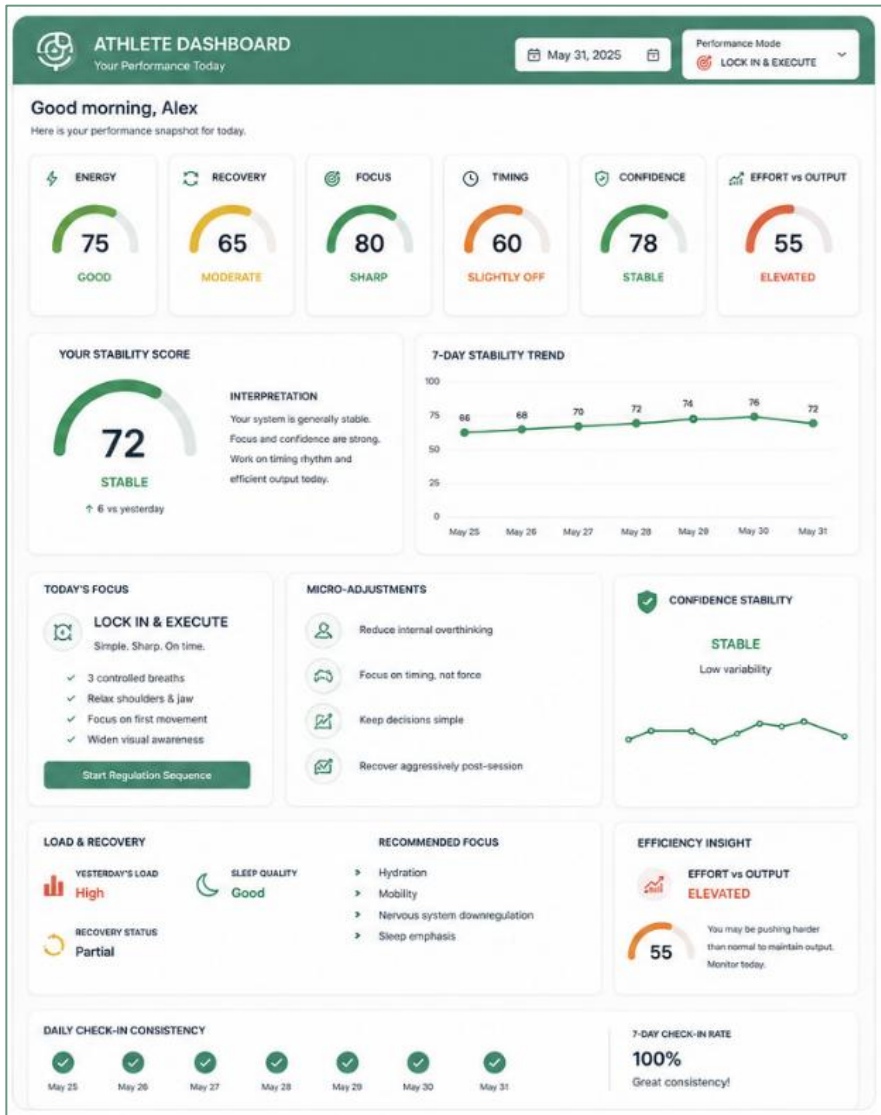 ATHLETE DASHBOARD
Your Performance Today
May 31, 2025
Performance Mode
LOCK IN & EXECUTE
Good morning, Alex
Here is your performance snapshot for today.
ENERGY
75
GOOD
RECOVERY
65
MODERATE
FOCUS
80
SHARP
TIMING
60
SLIGHTLY OFF
CONFIDENCE
78
STABLE
EFFORT vs OUTPUT
55
ELEVATED
YOUR STABILITY SCORE
72
STABLE
↑ 6 vs yesterday
INTERPRETATION
Your system is generally stable.
Focus and confidence are strong.
Work on timing rhythm and
efficient output today.
7-DAY STABILITY TREND
100
75
50
25
0
66
68
70
72
74
76
72
May 25
May 26
May 27
May 28
May 29
May 30
May 31
TODAY'S FOCUS
LOCK IN & EXECUTE
Simple. Sharp. On time.
3 controlled breaths
Relax shoulders & jaw
Focus on first movement
Widen visual awareness
Start Regulation Sequence
MICRO-ADJUSTMENTS
Reduce internal overthinking
Focus on timing, not force
Keep decisions simple
Recover aggressively post-session
CONFIDENCE STABILITY
STABLE
Low variability
LOAD & RECOVERY
YESTERDAY'S LOAD
High
SLEEP QUALITY
Good
RECOVERY STATUS
Partial
RECOMMENDED FOCUS
Hydration
Mobility
Nervous system downregulation
Sleep emphasis
EFFICIENCY INSIGHT
EFFORT vs OUTPUT
ELEVATED
55
You may be pushing harder
than normal to maintain output.
Monitor today.
DAILY CHECK-IN CONSISTENCY
May 25
May 26
May 27
May 28
May 29
May 30
May 31
7-DAY CHECK-IN RATE
100%
Great consistency!